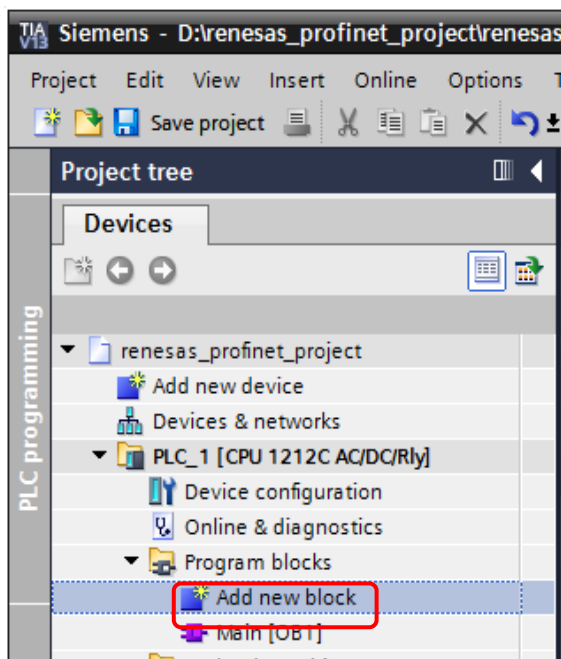 TIA V13 Siemens - D:\renesas_profinet_project\renesas
Project Edit View Insert Online Options
Save project
Project tree
Devices
PLC programming
renesas_profinet_project
Add new device
Devices & networks
PLC_1 [CPU 1212C AC/DC/Rly]
Device configuration
Online & diagnostics
Program blocks
Add new block
Main [OB1]